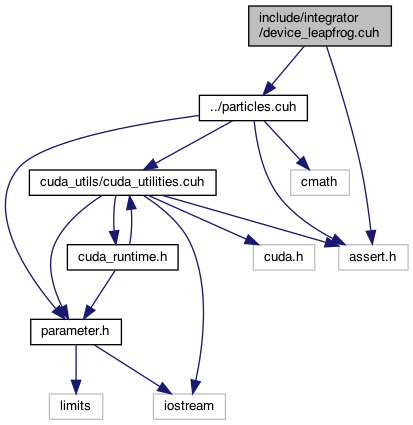 include/integrator
/device_leapfrog.cuh
../particles.cuh
cuda_utils/cuda_utilities.cuh
cmath
cuda_runtime.h
cuda.h
assert.h
parameter.h
limits
iostream